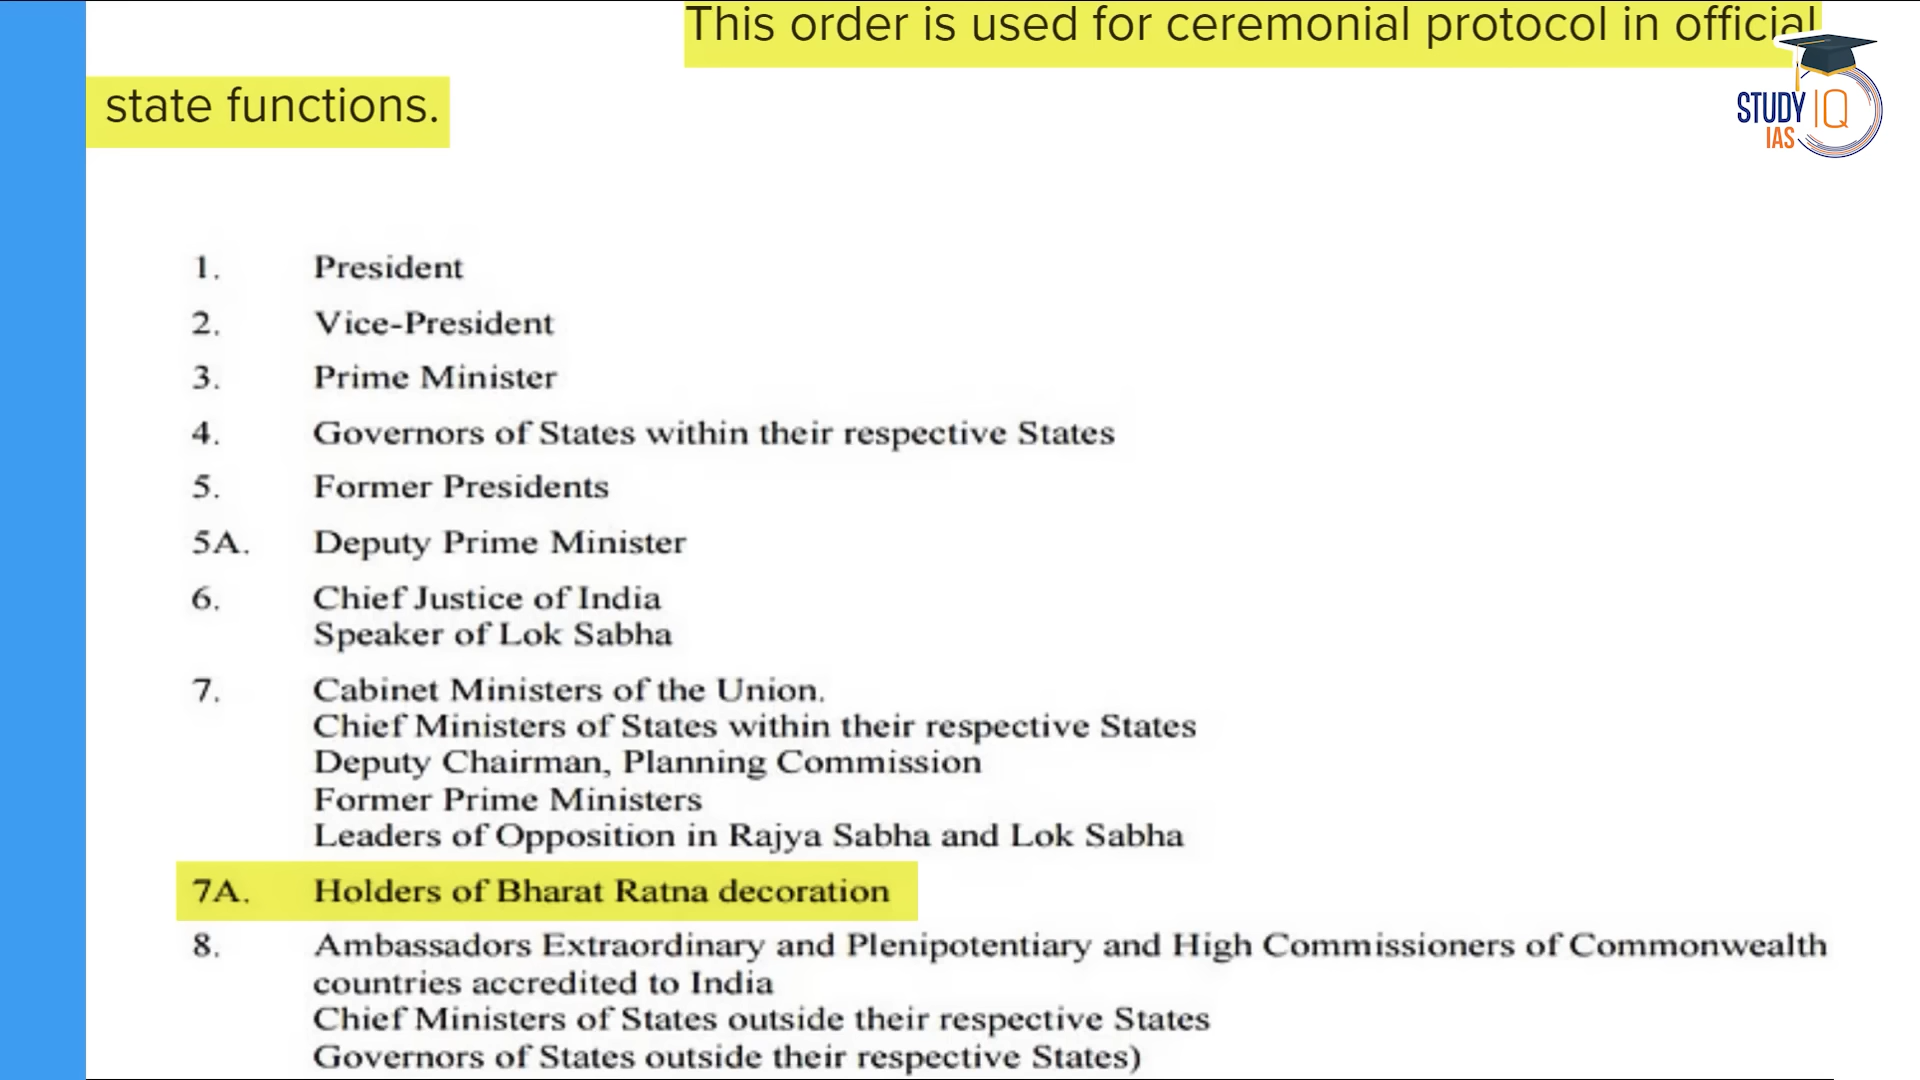 This order is used for ceremonial protocol in official
state functions.
STUDY IQ
IAS
1. President
2. Vice-President
3. Prime Minister
4. Governors of States within their respective States
5. Former Presidents
5A. Deputy Prime Minister
6. Chief Justice of India
Speaker of Lok Sabha
7. Cabinet Ministers of the Union.
Chief Ministers of States within their respective States
Deputy Chairman, Planning Commission
Former Prime Ministers
Leaders of Opposition in Rajya Sabha and Lok Sabha
7A. Holders of Bharat Ratna decoration
8. Ambassadors Extraordinary and Plenipotentiary and High Commissioners of Commonwealth
countries accredited to India
Chief Ministers of States outside their respective States
Governors of States outside their respective States)